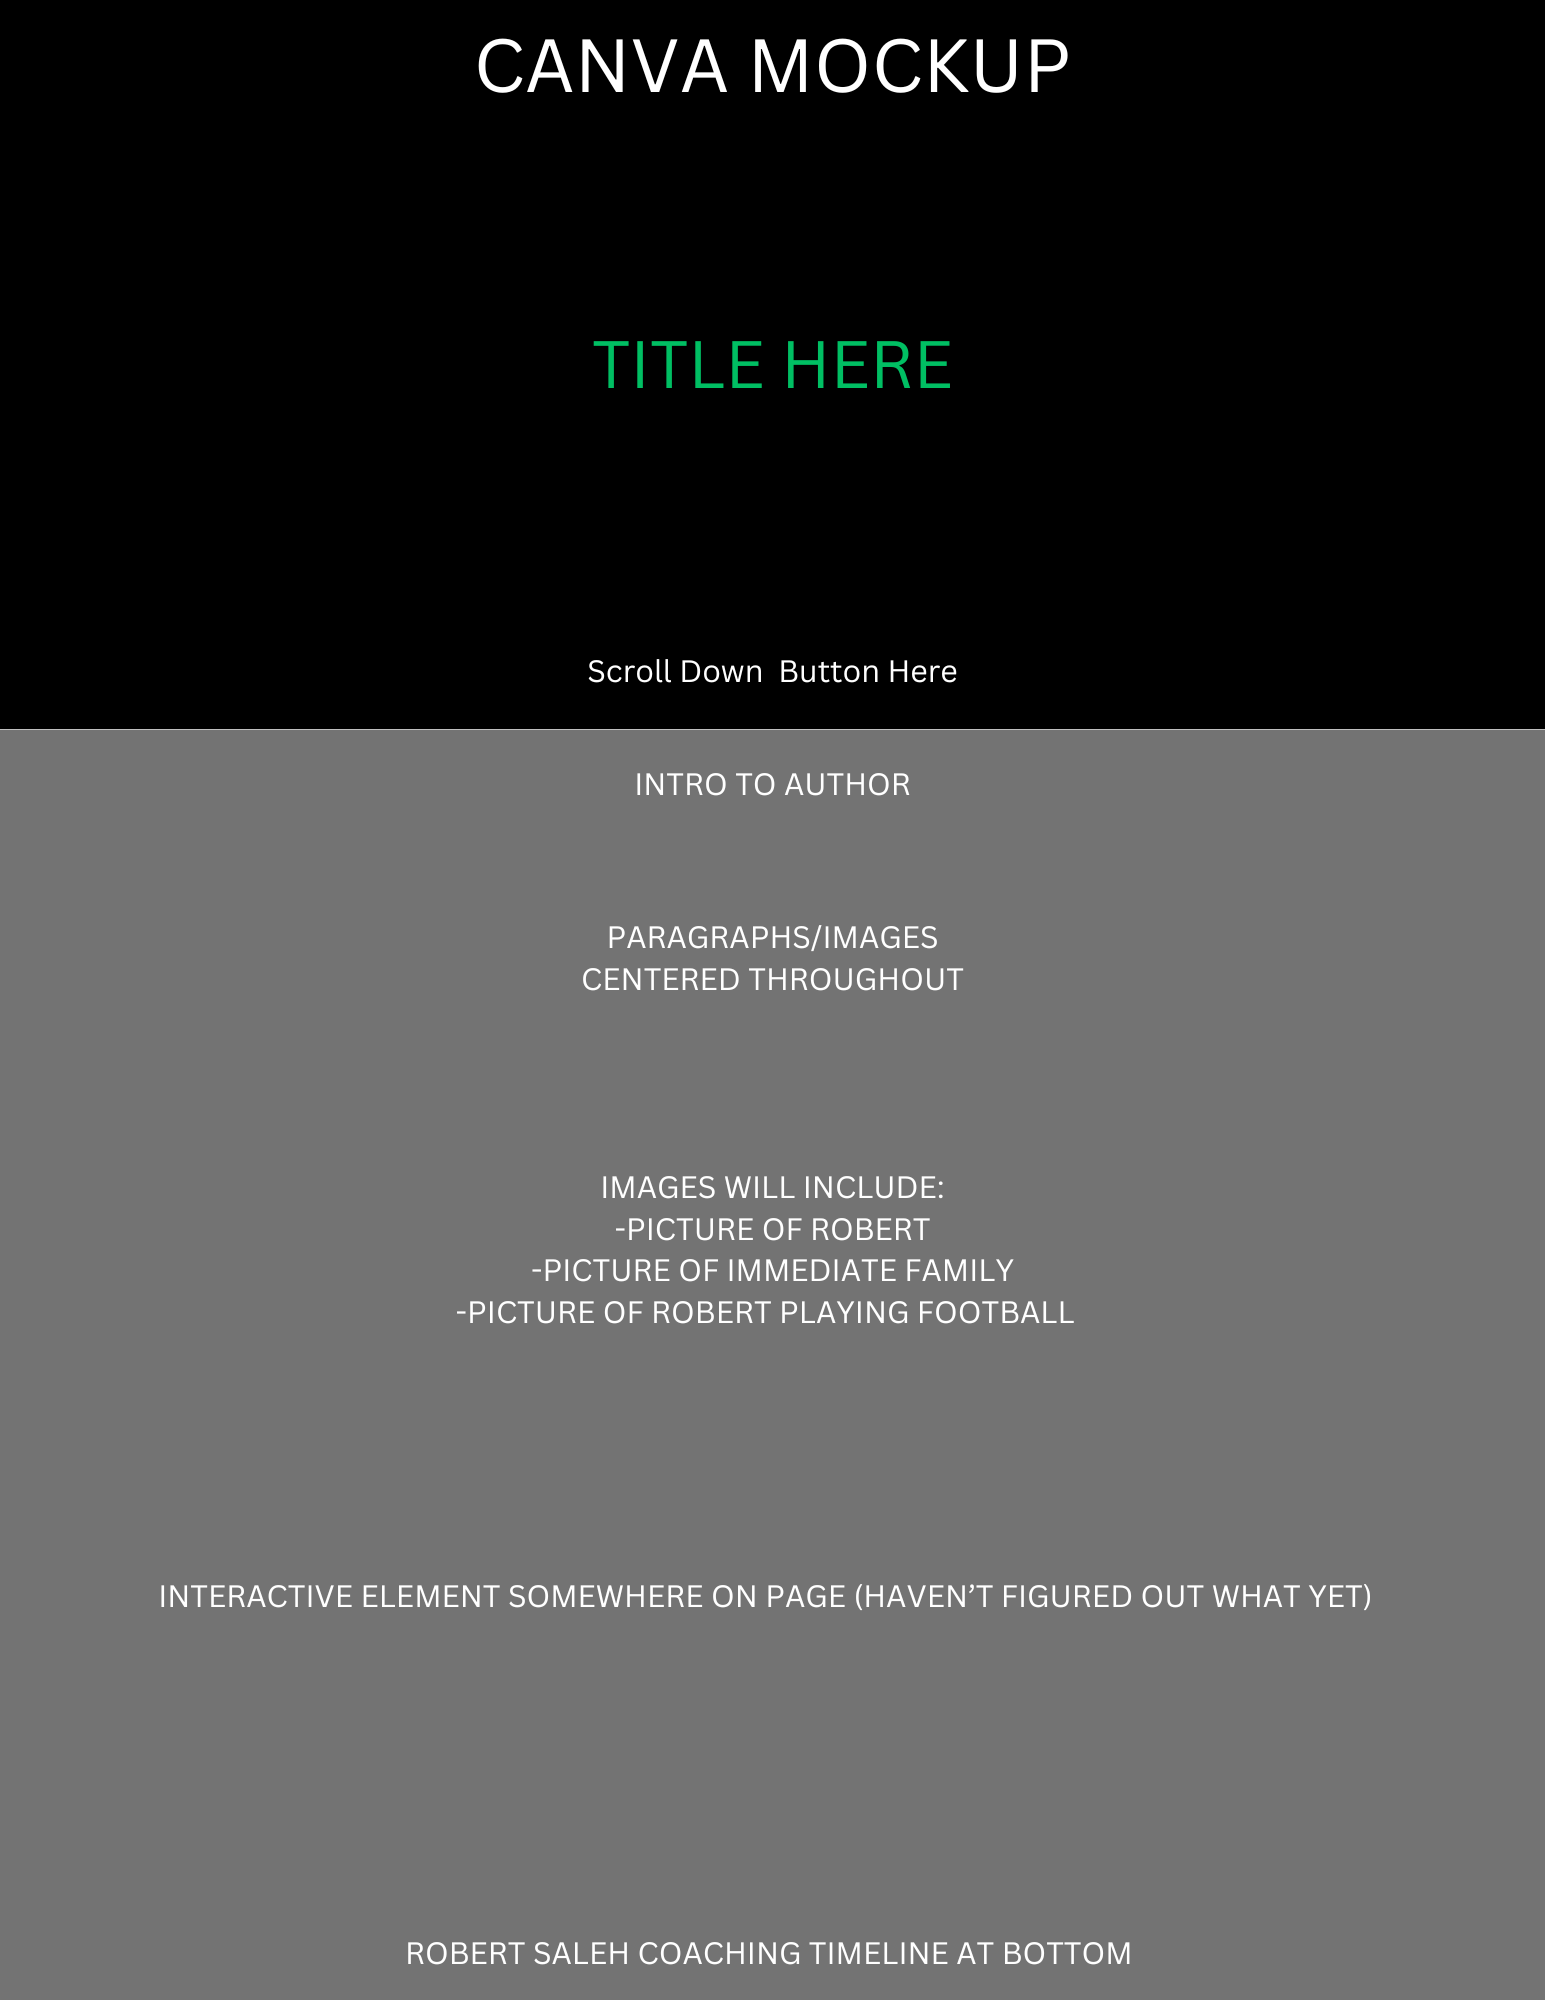 CANVA MOCKUP
TITLE HERE
Scroll Down  Button Here
INTRO TO AUTHOR
PARAGRAPHS/IMAGES
CENTERED THROUGHOUT
IMAGES WILL INCLUDE:
-PICTURE OF ROBERT
-PICTURE OF IMMEDIATE FAMILY
-PICTURE OF ROBERT PLAYING FOOTBALL
INTERACTIVE ELEMENT SOMEWHERE ON PAGE (HAVEN’T FIGURED OUT WHAT YET)
ROBERT SALEH COACHING TIMELINE AT BOTTOM